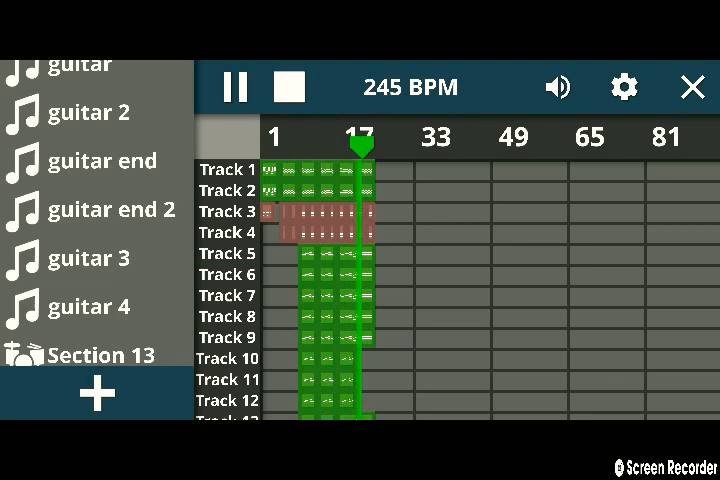 guitar
guitar 2
guitar end
guitar end 2
guitar 3
guitar 4
Section 13
245 BPM
1 17 33 49 65 81
Track 1
Track 2
Track 3
Track 4
Track 5
Track 6
Track 7
Track 8
Track 9
Track 10
Track 11
Track 12
Screen Recorder